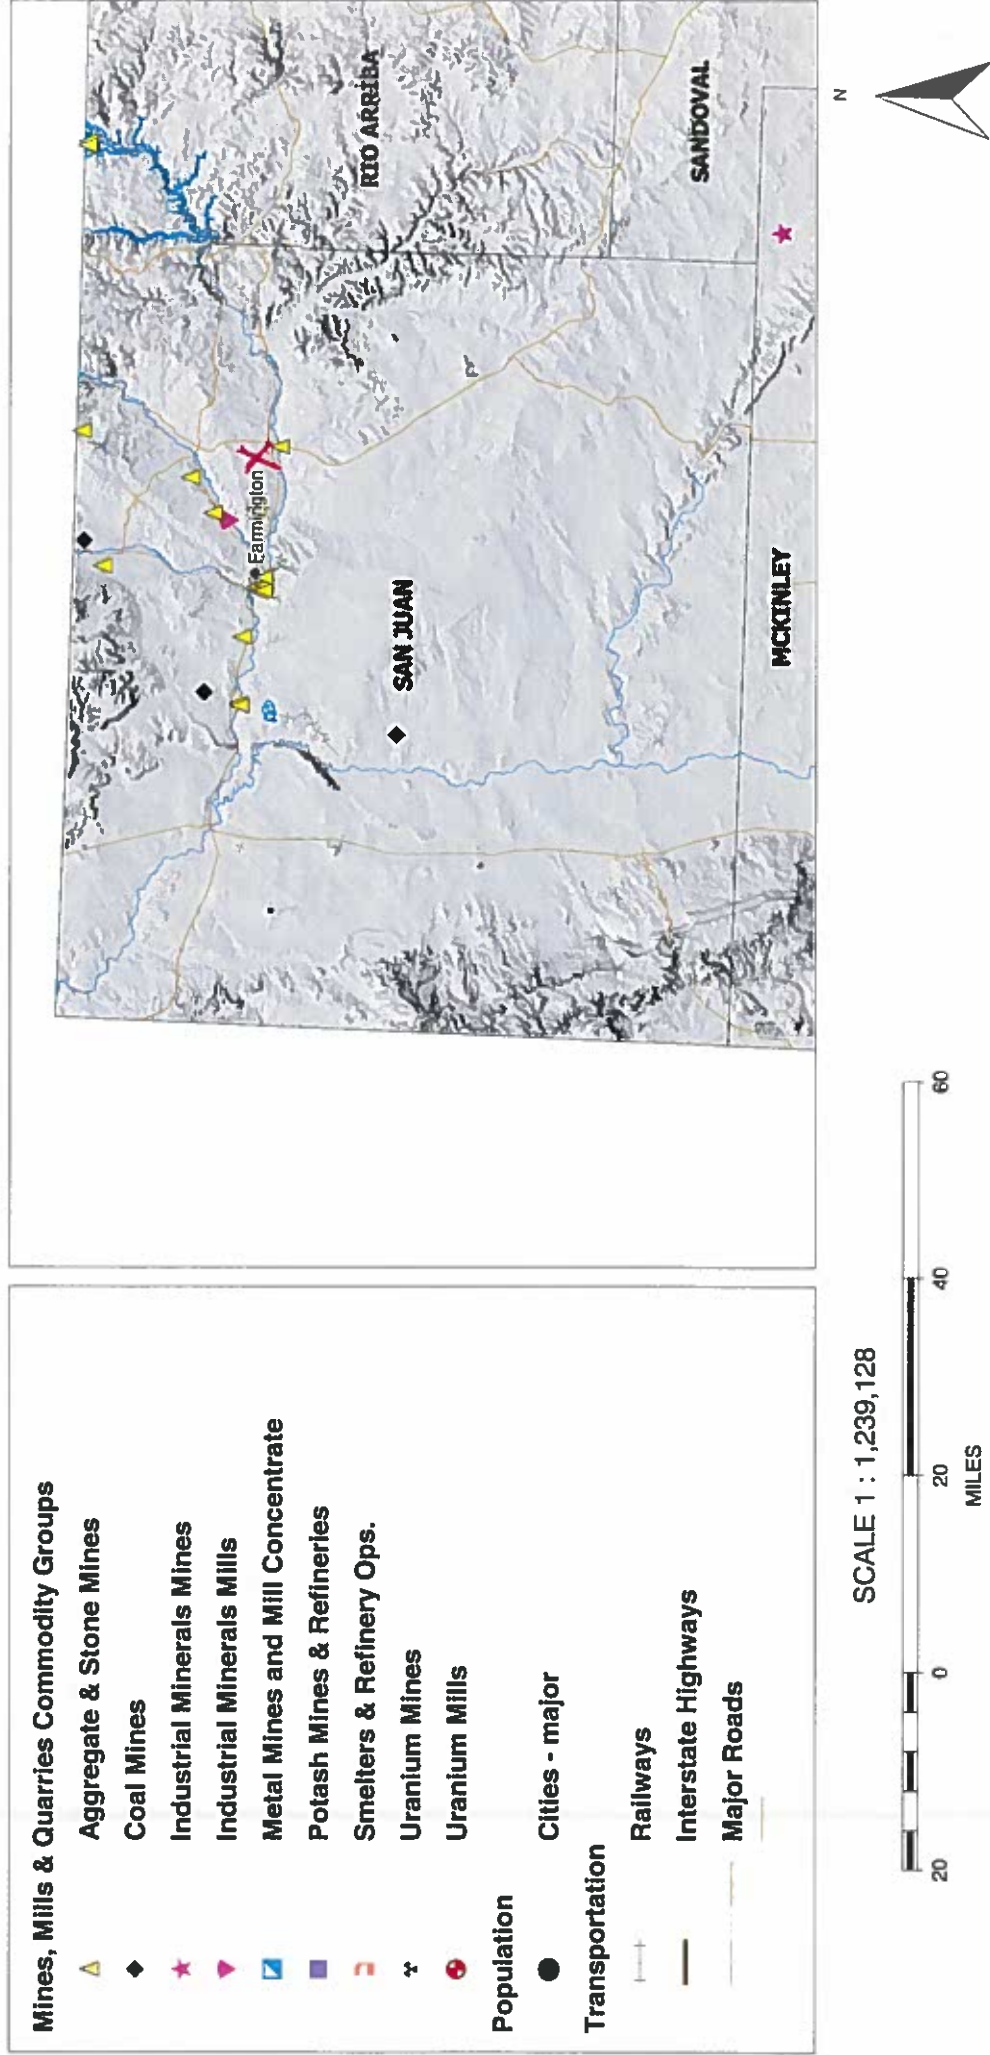 Mines, Mills & Quarries Commodity Groups
Aggregate & Stone Mines
Coal Mines
Industrial Minerals Mines
Industrial Minerals Mills
Metal Mines and Mill Concentrate
Potash Mines & Refineries
Smelters & Refinery Ops.
Uranium Mines
Uranium Mills
Population
Cities - major
Transportation
Railways
Interstate Highways
Major Roads
Farmington
SAN JUAN
RIO ARRIBA
SANDOVAL
MCKINLEY
SCALE 1 : 1,239,128
20 0 20 40 60
MILES
N